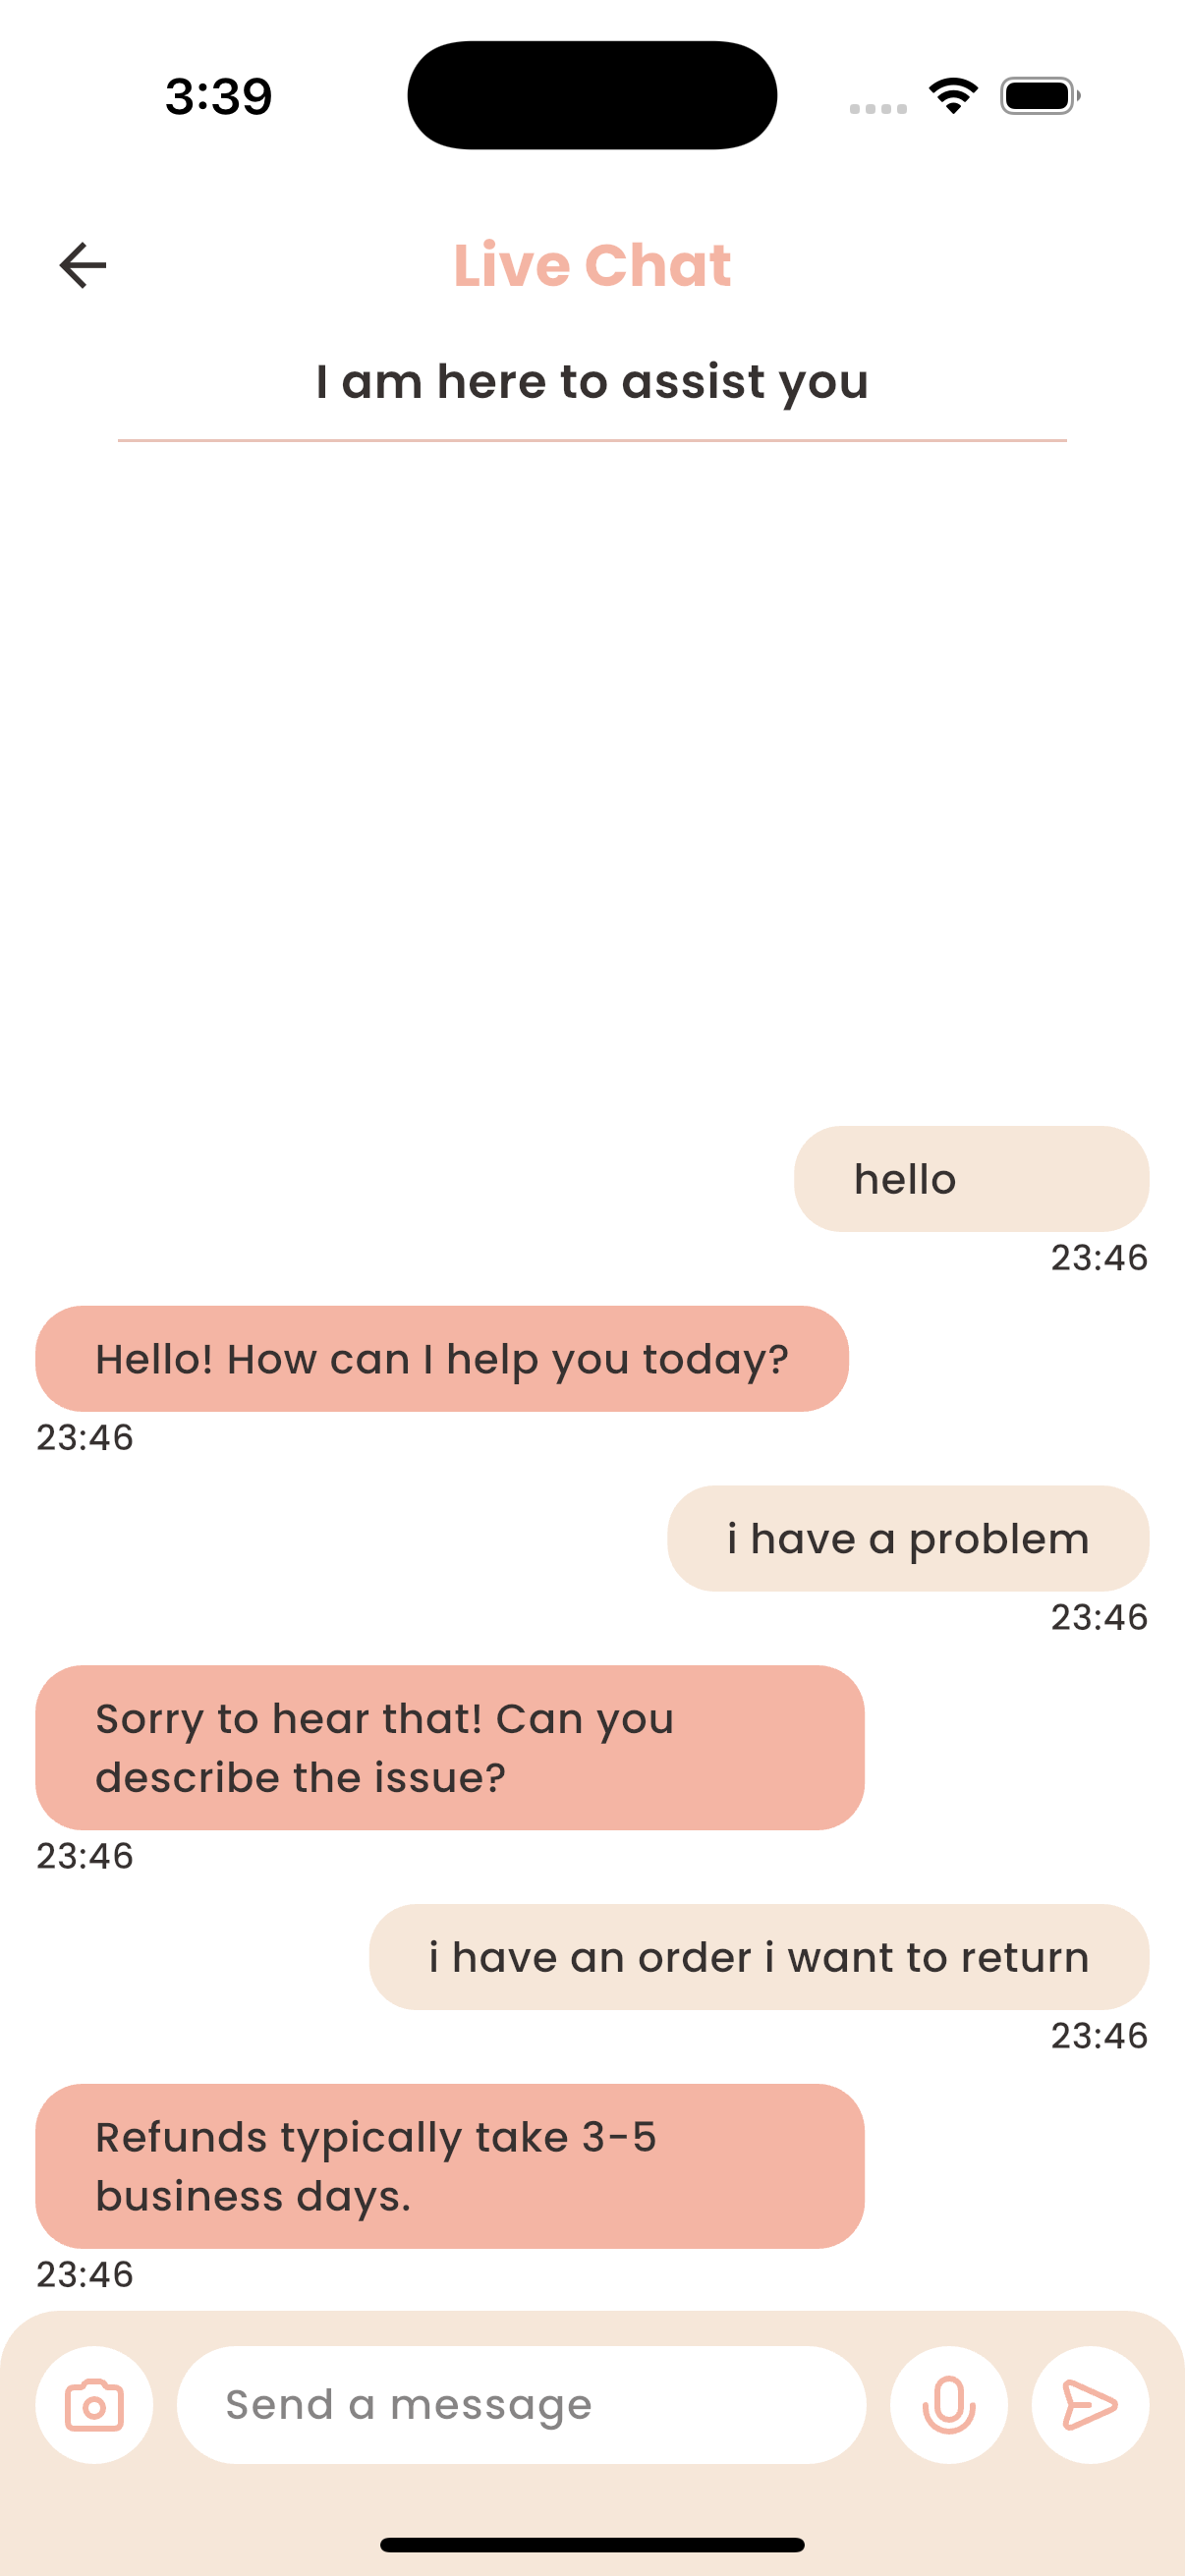 3:39
Live Chat
I am here to assist you
hello
23:46
Hello! How can I help you today?
23:46
i have a problem
23:46
Sorry to hear that! Can you
describe the issue?
23:46
i have an order i want to return
23:46
Refunds typically take 3-5
business days.
23:46
Send a message